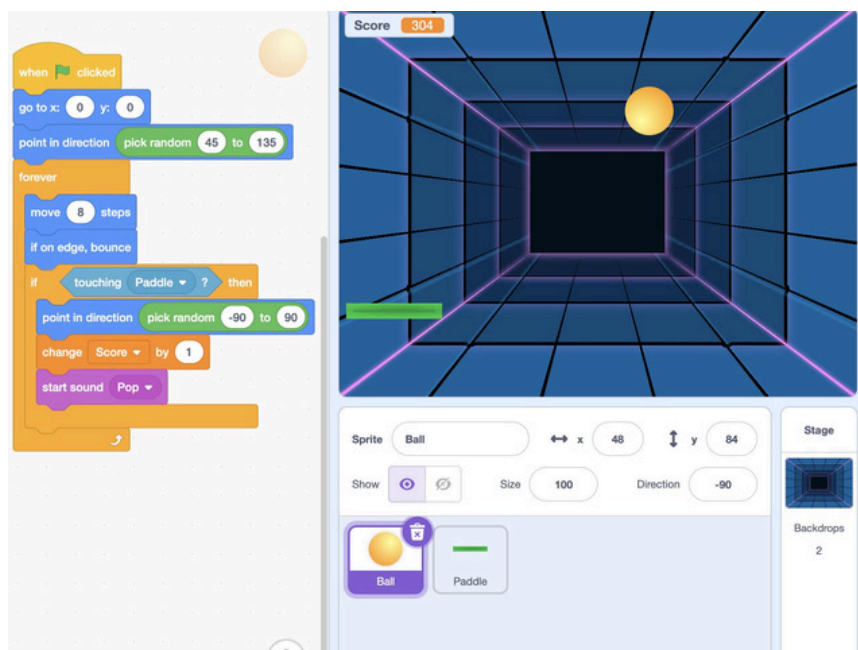 when clicked
go to x: 0 y: 0
point in direction pick random 45 to 135
forever
move 8 steps
if on edge, bounce
if touching Paddle ? then
point in direction pick random -90 to 90
change Score by 1
start sound Pop
Score 304
Sprite Ball x 48 y 84
Show Size 100 Direction -90
Ball
Paddle
Stage
Backdrops
2